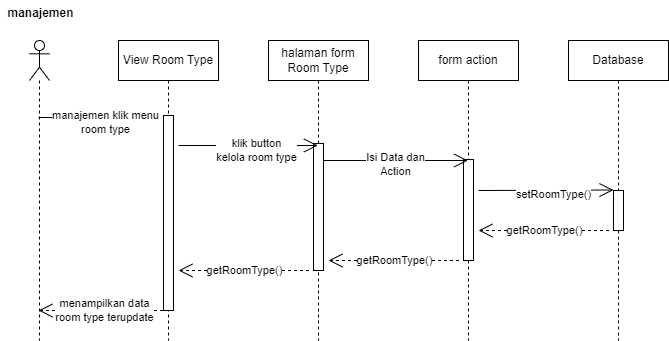 manajemen
View Room Type
halaman form
Room Type
form action
Database
manajemen klik menu
room type
klik button
kelola room type
Isi Data dan
Action
setRoomType()
getRoomType()
getRoomType()
getRoomType()
menampilkan data
room type terupdate